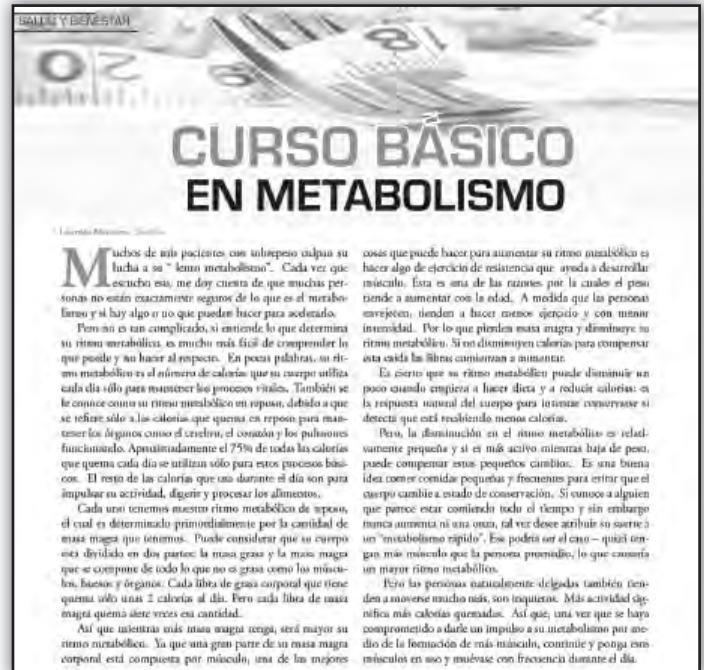 SALUD Y BIENESTAR
CURSO BÁSICO
EN METABOLISMO
Muchos de mis pacientes con sobrepeso culpan su
lucha a su " lento metabolismo". Cada vez que
escucho eso, me doy cuenta de que muchas per-
sonas no están exactamente seguros de lo que es el metabo-
lismo y si hay algo o no que pueden hacer para acelerarlo.
Pero no es tan complicado, si entiende lo que determina
su ritmo metabólico, es mucho más fácil de comprender lo
que puede y no hacer al respecto. En pocas palabras, su rit-
mo metabólico es el número de calorías que su cuerpo utiliza
cada día sólo para mantener los procesos vitales. También se
le conoce como su ritmo metabólico en reposo, debido a que
se refiere sólo a las calorías que quema en reposo para man-
tener los órganos como el cerebro, el corazón y los pulmones
funcionando. Aproximadamente el 75% de todas las calorías
que quema cada día se utilizan sólo para estos procesos bási-
cos. El resto de las calorías que usa durante el día son para
impulsar su actividad, digerir y procesar los alimentos.
Cada uno tenemos nuestro ritmo metabólico de reposo,
el cual es determinado primordialmente por la cantidad de
masa magra que tenemos. Puede considerar que su cuerpo
está dividido en dos partes: la masa grasa y la masa magra
que se compone de todo lo que no es grasa como los múscu-
los, huesos y órganos. Cada libra de grasa corporal que tiene
quema sólo unas 2 calorías al día. Pero cada libra de masa
magra quema siete veces esa cantidad.
Así que mientras más masa magra tenga, será mayor su
ritmo metabólico. Ya que una gran parte de su masa magra
corporal está compuesta por músculo, una de las mejores
cosas que puede hacer para aumentar su ritmo metabólico es
hacer algo de ejercicio de resistencia que ayuda a desarrollar
músculo. Esta es una de las razones por la cuales el peso
tiende a aumentar con la edad. A medida que las personas
envejecen, tienden a hacer menos ejercicio y con menor
intensidad. Por lo que pierden masa magra y disminuye su
ritmo metabólico. Si no disminuyen calorías para compensar
esta caída las libras comienzan a aumentar.
Es cierto que su ritmo metabólico puede disminuir un
poco cuando empieza a hacer dieta y a reducir calorías: es
la respuesta natural del cuerpo para intentar conservarse si
detecta que está recibiendo menos calorías.
Pero, la disminución en el ritmo metabólico es relati-
vamente pequeña y si es más activo mientras baja de peso,
puede compensar estos pequeños cambios. Es una buena
idea comer comidas pequeñas y frecuentes para evitar que el
cuerpo cambie a estado de conservación. Si conoce a alguien
que parece estar comiendo todo el tiempo y sin embargo
nunca aumenta ni una onza, tal vez desee atribuir su suerte a
un "metabolismo rápido". Ese podría ser el caso – quizá ten-
gan más músculo que la persona promedio, lo que causaría
un mayor ritmo metabólico.
Pero las personas naturalmente delgadas también tien-
den a moverse mucho más, son inquietos. Más actividad sig-
nifica más calorías quemadas. Así que, una vez que se haya
comprometido a darle un impulso a su metabolismo por me-
dio de la formación de más músculo, continúe y ponga esos
músculos en uso y muévase con frecuencia durante el día.